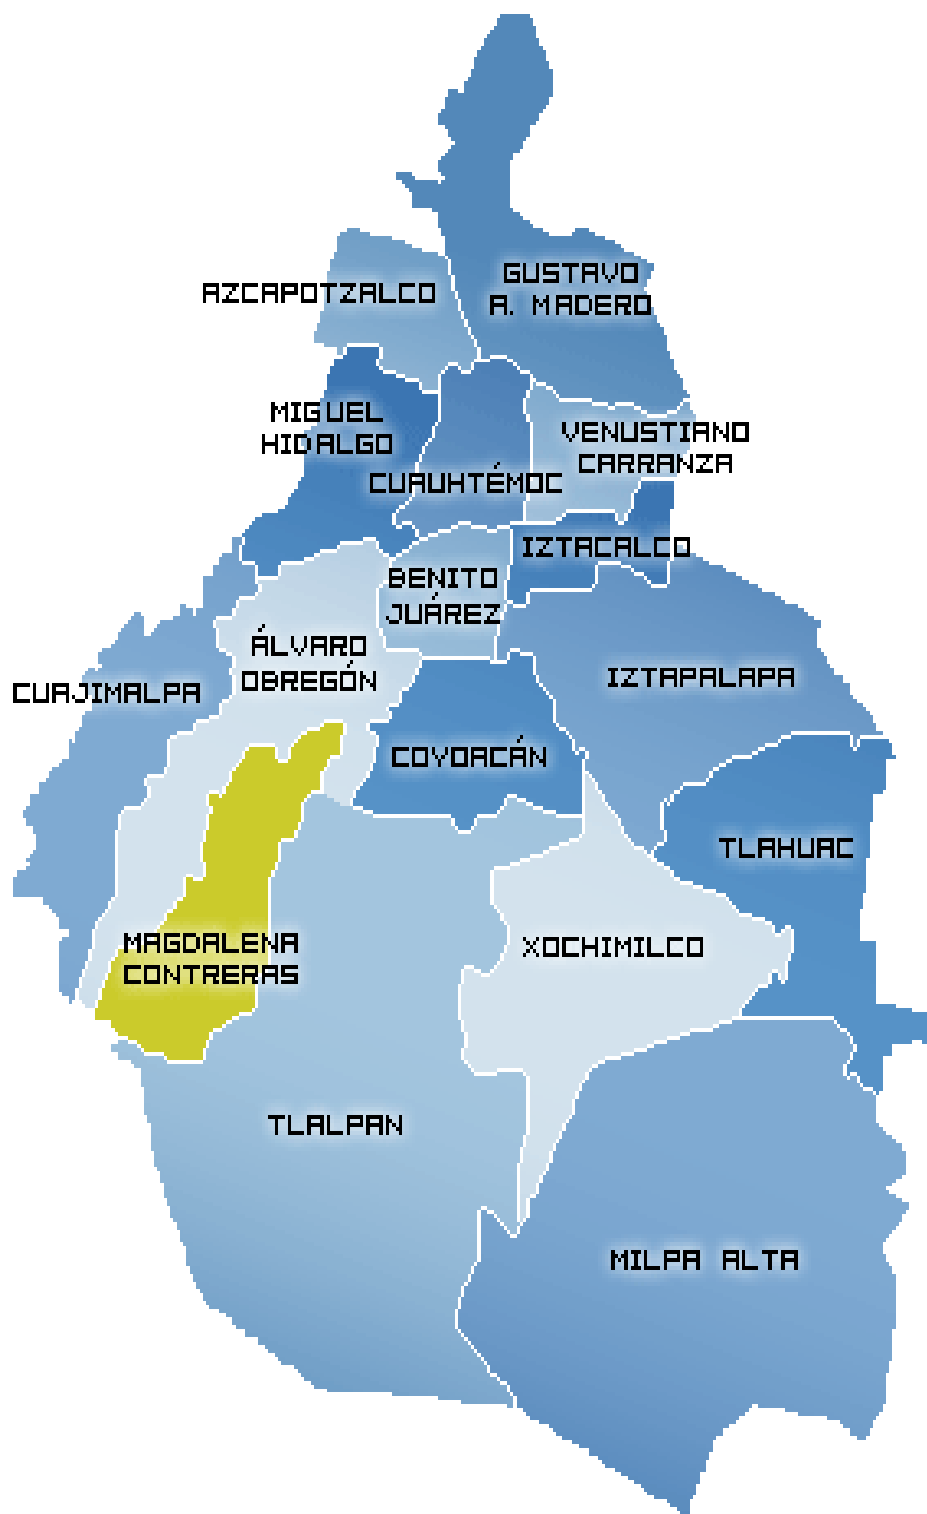 GUSTAVO
A. MADERO
AZCAPOTZALCO
MIGUEL
HIDALGO
VENUSTIANO
CARRANZA
CUAUHTÉMOC
IZTACALCO
BENITO
JUÁREZ
ÁLVARO
OBREGÓN
IZTAPALAPA
CUAJIMALPA
COYOACÁN
TLAHUAC
MAGDALENA
CONTRERAS
XOCHIMILCO
TLALPAN
MILPA ALTA